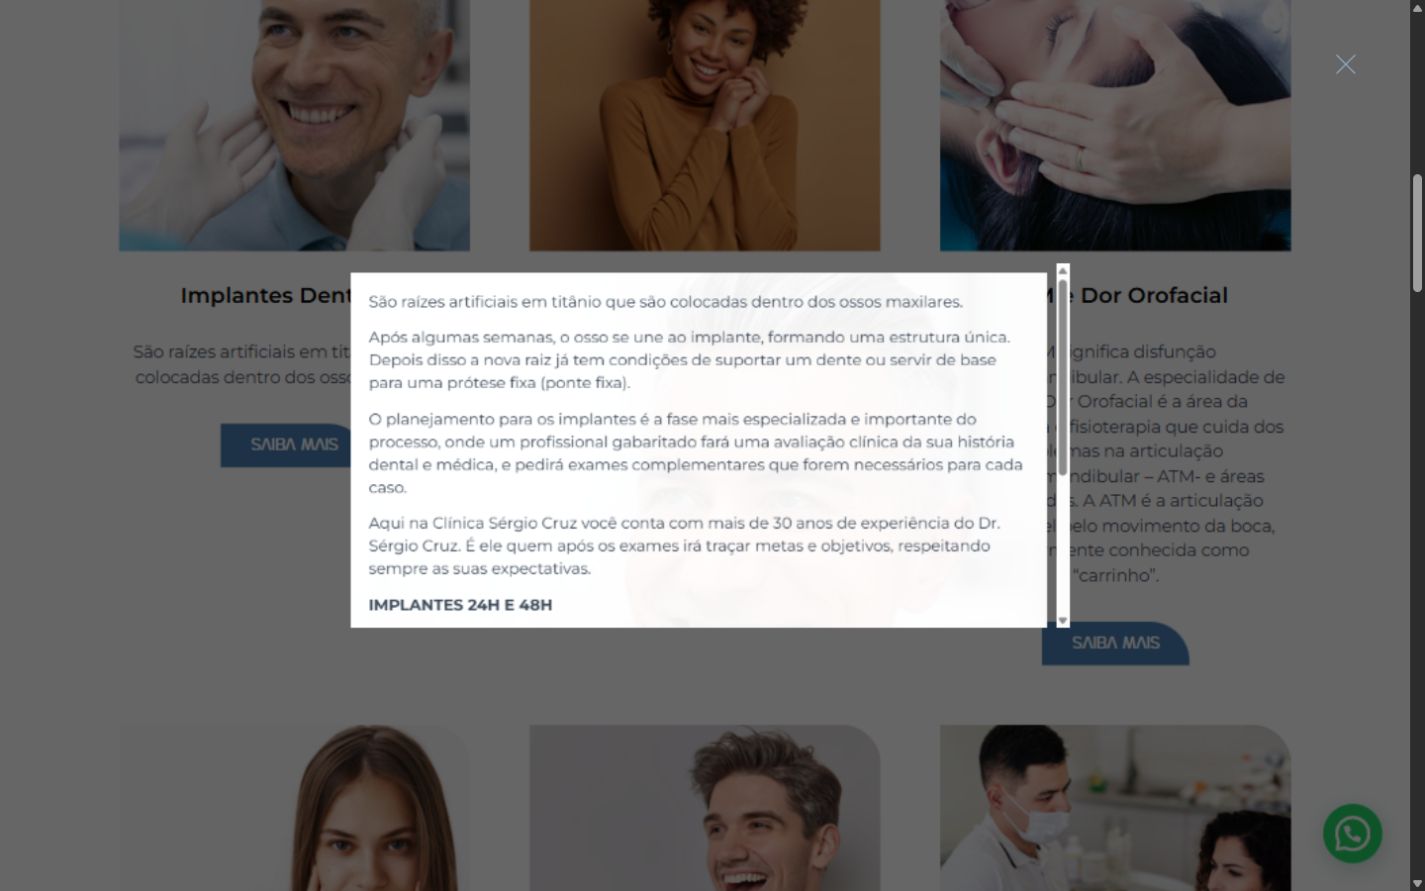 Implantes Dent
São raízes artificiais em tit
colocadas dentro dos oss
SAIBA MAIS
São raízes artificiais em titânio que são colocadas dentro dos ossos maxilares.
Após algumas semanas, o osso se une ao implante, formando uma estrutura única.
Depois disso a nova raiz já tem condições de suportar um dente ou servir de base
para uma prótese fixa (ponte fixa).
O planejamento para os implantes é a fase mais especializada e importante do
processo, onde um profissional gabaritado fará uma avaliação clínica da sua história
dental e médica, e pedirá exames complementares que forem necessários para cada
caso.
Aqui na Clínica Sérgio Cruz você conta com mais de 30 anos de experiência do Dr.
Sérgio Cruz. É ele quem após os exames irá traçar metas e objetivos, respeitando
sempre as suas expectativas.
IMPLANTES 24H E 48H
e Dor Orofacial
significa disfunção
ndibular. A especialidade de
Orofacial é a área da
fisioterapia que cuida dos
mas na articulação
ndibular – ATM- e áreas
s. A ATM é a articulação
pelo movimento da boca,
mente conhecida como
“carrinho”.
SAIBA MAIS